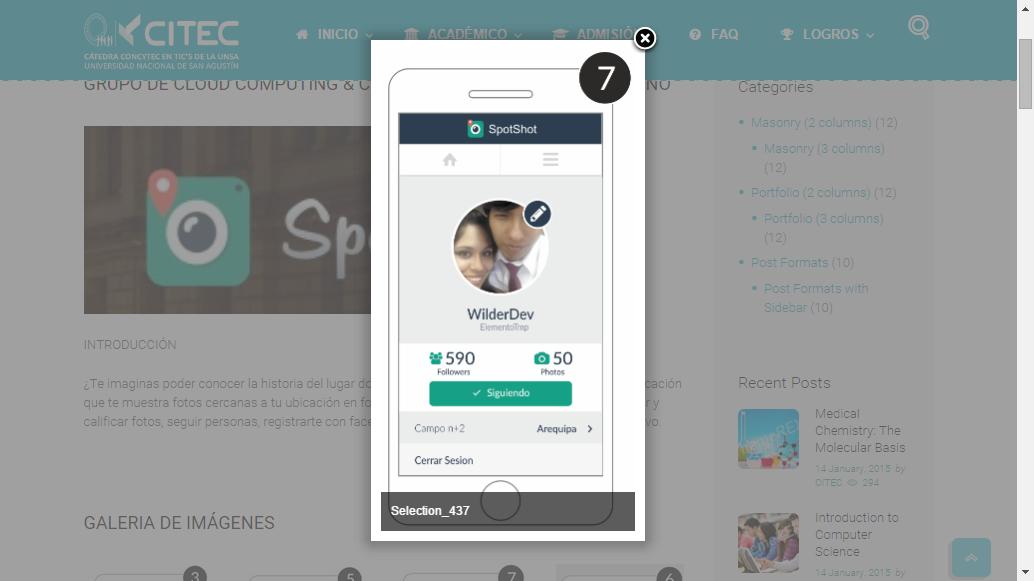 CITEC
CÁTEDRA CONCYTEC EN TIC'S DE LA UNSA
UNIVERSIDAD NACIONAL DE SAN AGUSTÍN
INICIO
ACADÉMICO
ADMISIÓN
FAQ
LOGROS
GRUPO DE CLOUD COMPUTING & C
NO
INTRODUCCIÓN
¿Te imaginas poder conocer la historia del lugar do
cación
que te muestra fotos cercanas a tu ubicación en fo
r y
calificar fotos, seguir personas, registrarte con face
vo.
GALERIA DE IMÁGENES
3
5
7
6
7
SpotShot
WilderDev
ElementoTmp
590
Followers
50
Photos
Siguiendo
Campo n+2
Arequipa
Cerrar Sesion
Selection_437
Categories
Masonry (2 columns) (12)
Masonry (3 columns)
(12)
Portfolio (2 columns) (12)
Portfolio (3 columns)
(12)
Post Formats (10)
Post Formats with
Sidebar (10)
Recent Posts
Medical
Chemistry: The
Molecular Basis
14 January, 2015 by
CITEC 294
Introduction to
Computer
Science
14 January, 2015 by